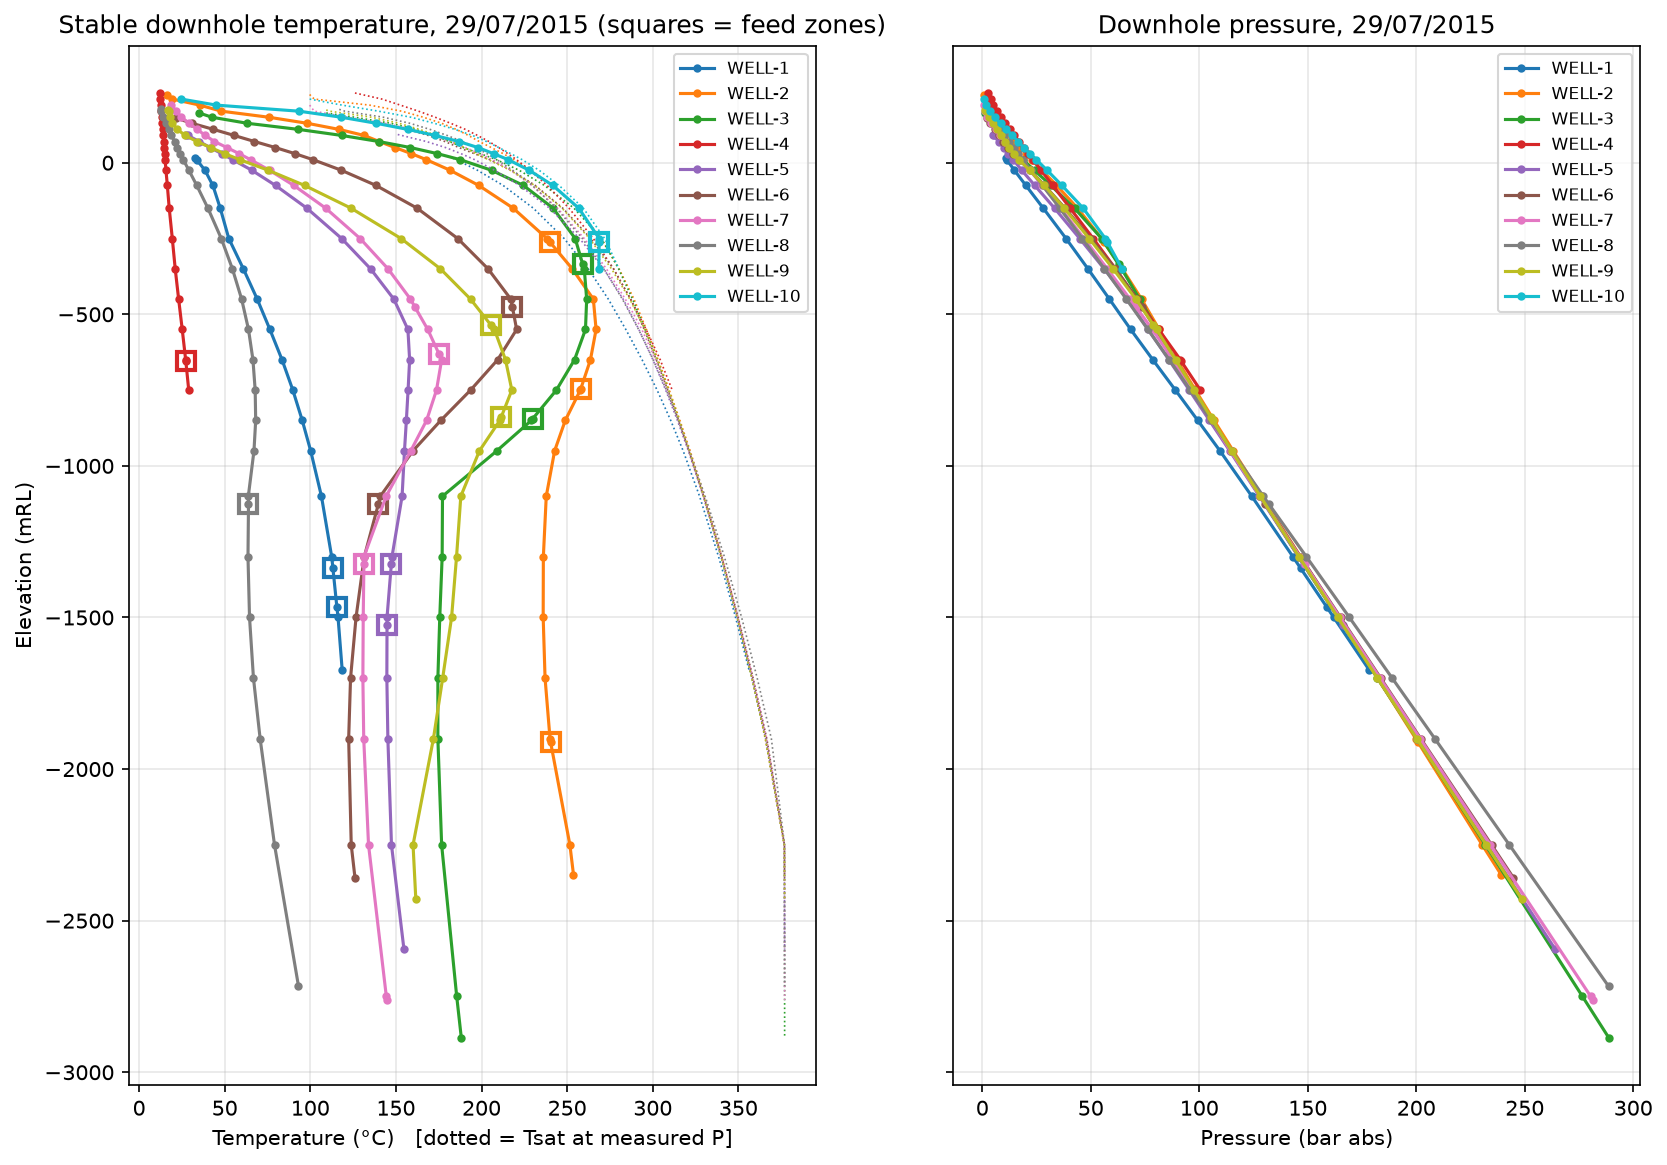 Stable downhole temperature, 29/07/2015 (squares = feed zones)
Downhole pressure, 29/07/2015
WELL-1
WELL-2
WELL-3
WELL-4
WELL-5
WELL-6
WELL-7
WELL-8
WELL-9
WELL-10
WELL-1
WELL-2
WELL-3
WELL-4
WELL-5
WELL-6
WELL-7
WELL-8
WELL-9
WELL-10
Elevation (mRL)
0
−500
−1000
−1500
−2000
−2500
−3000
0 50 100 150 200 250 300 350
0 50 100 150 200 250 300
Temperature (°C) [dotted = Tsat at measured P]
Pressure (bar abs)